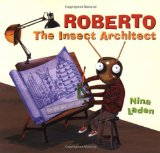 ROBERTO
The Insect Architect
Nina
Laden